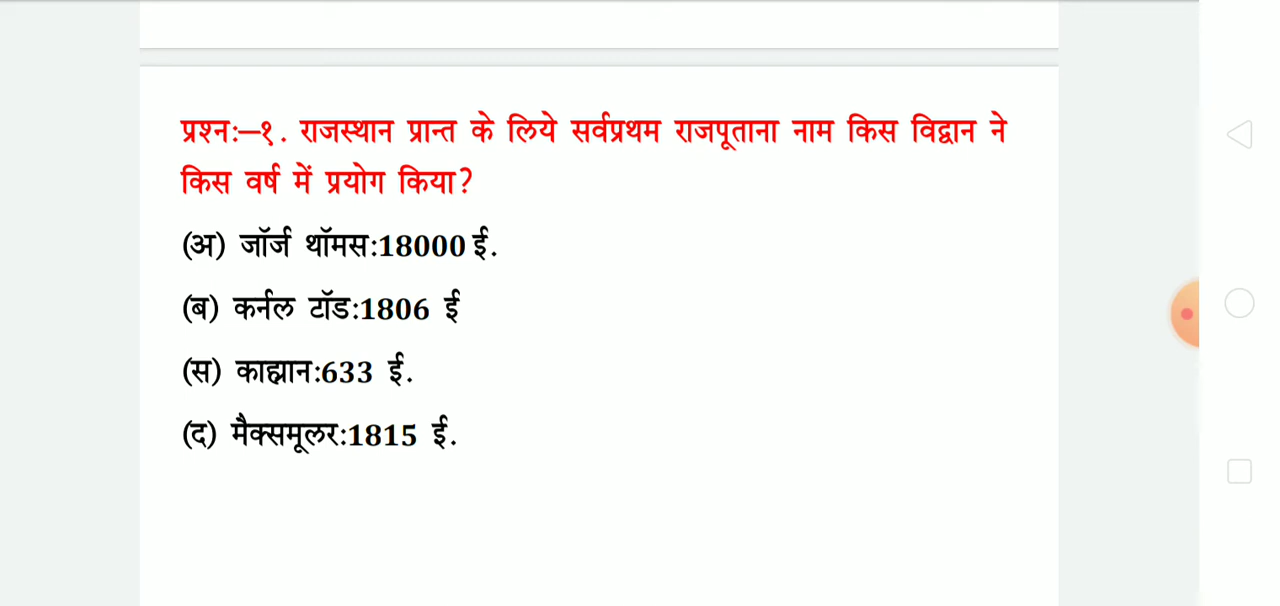 प्रश्न:–१. राजस्थान प्रान्त के लिये सर्वप्रथम राजपूताना नाम किस विद्वान ने
किस वर्ष में प्रयोग किया?
(अ) जॉर्ज थॉमस:18000 ई.
(ब) कर्नल टॉड:1806 ई
(स) काह्मान:633 ई.
(द) मैक्समूलर:1815 ई.